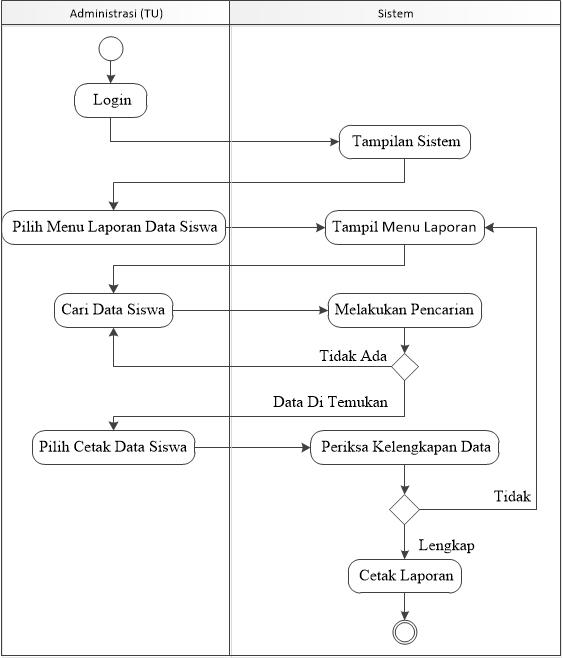 Administrasi (TU)
Sistem
Login
Tampilan Sistem
Pilih Menu Laporan Data Siswa
Tampil Menu Laporan
Cari Data Siswa
Melakukan Pencarian
Tidak Ada
Data Di Temukan
Pilih Cetak Data Siswa
Periksa Kelengkapan Data
Tidak
Lengkap
Cetak Laporan